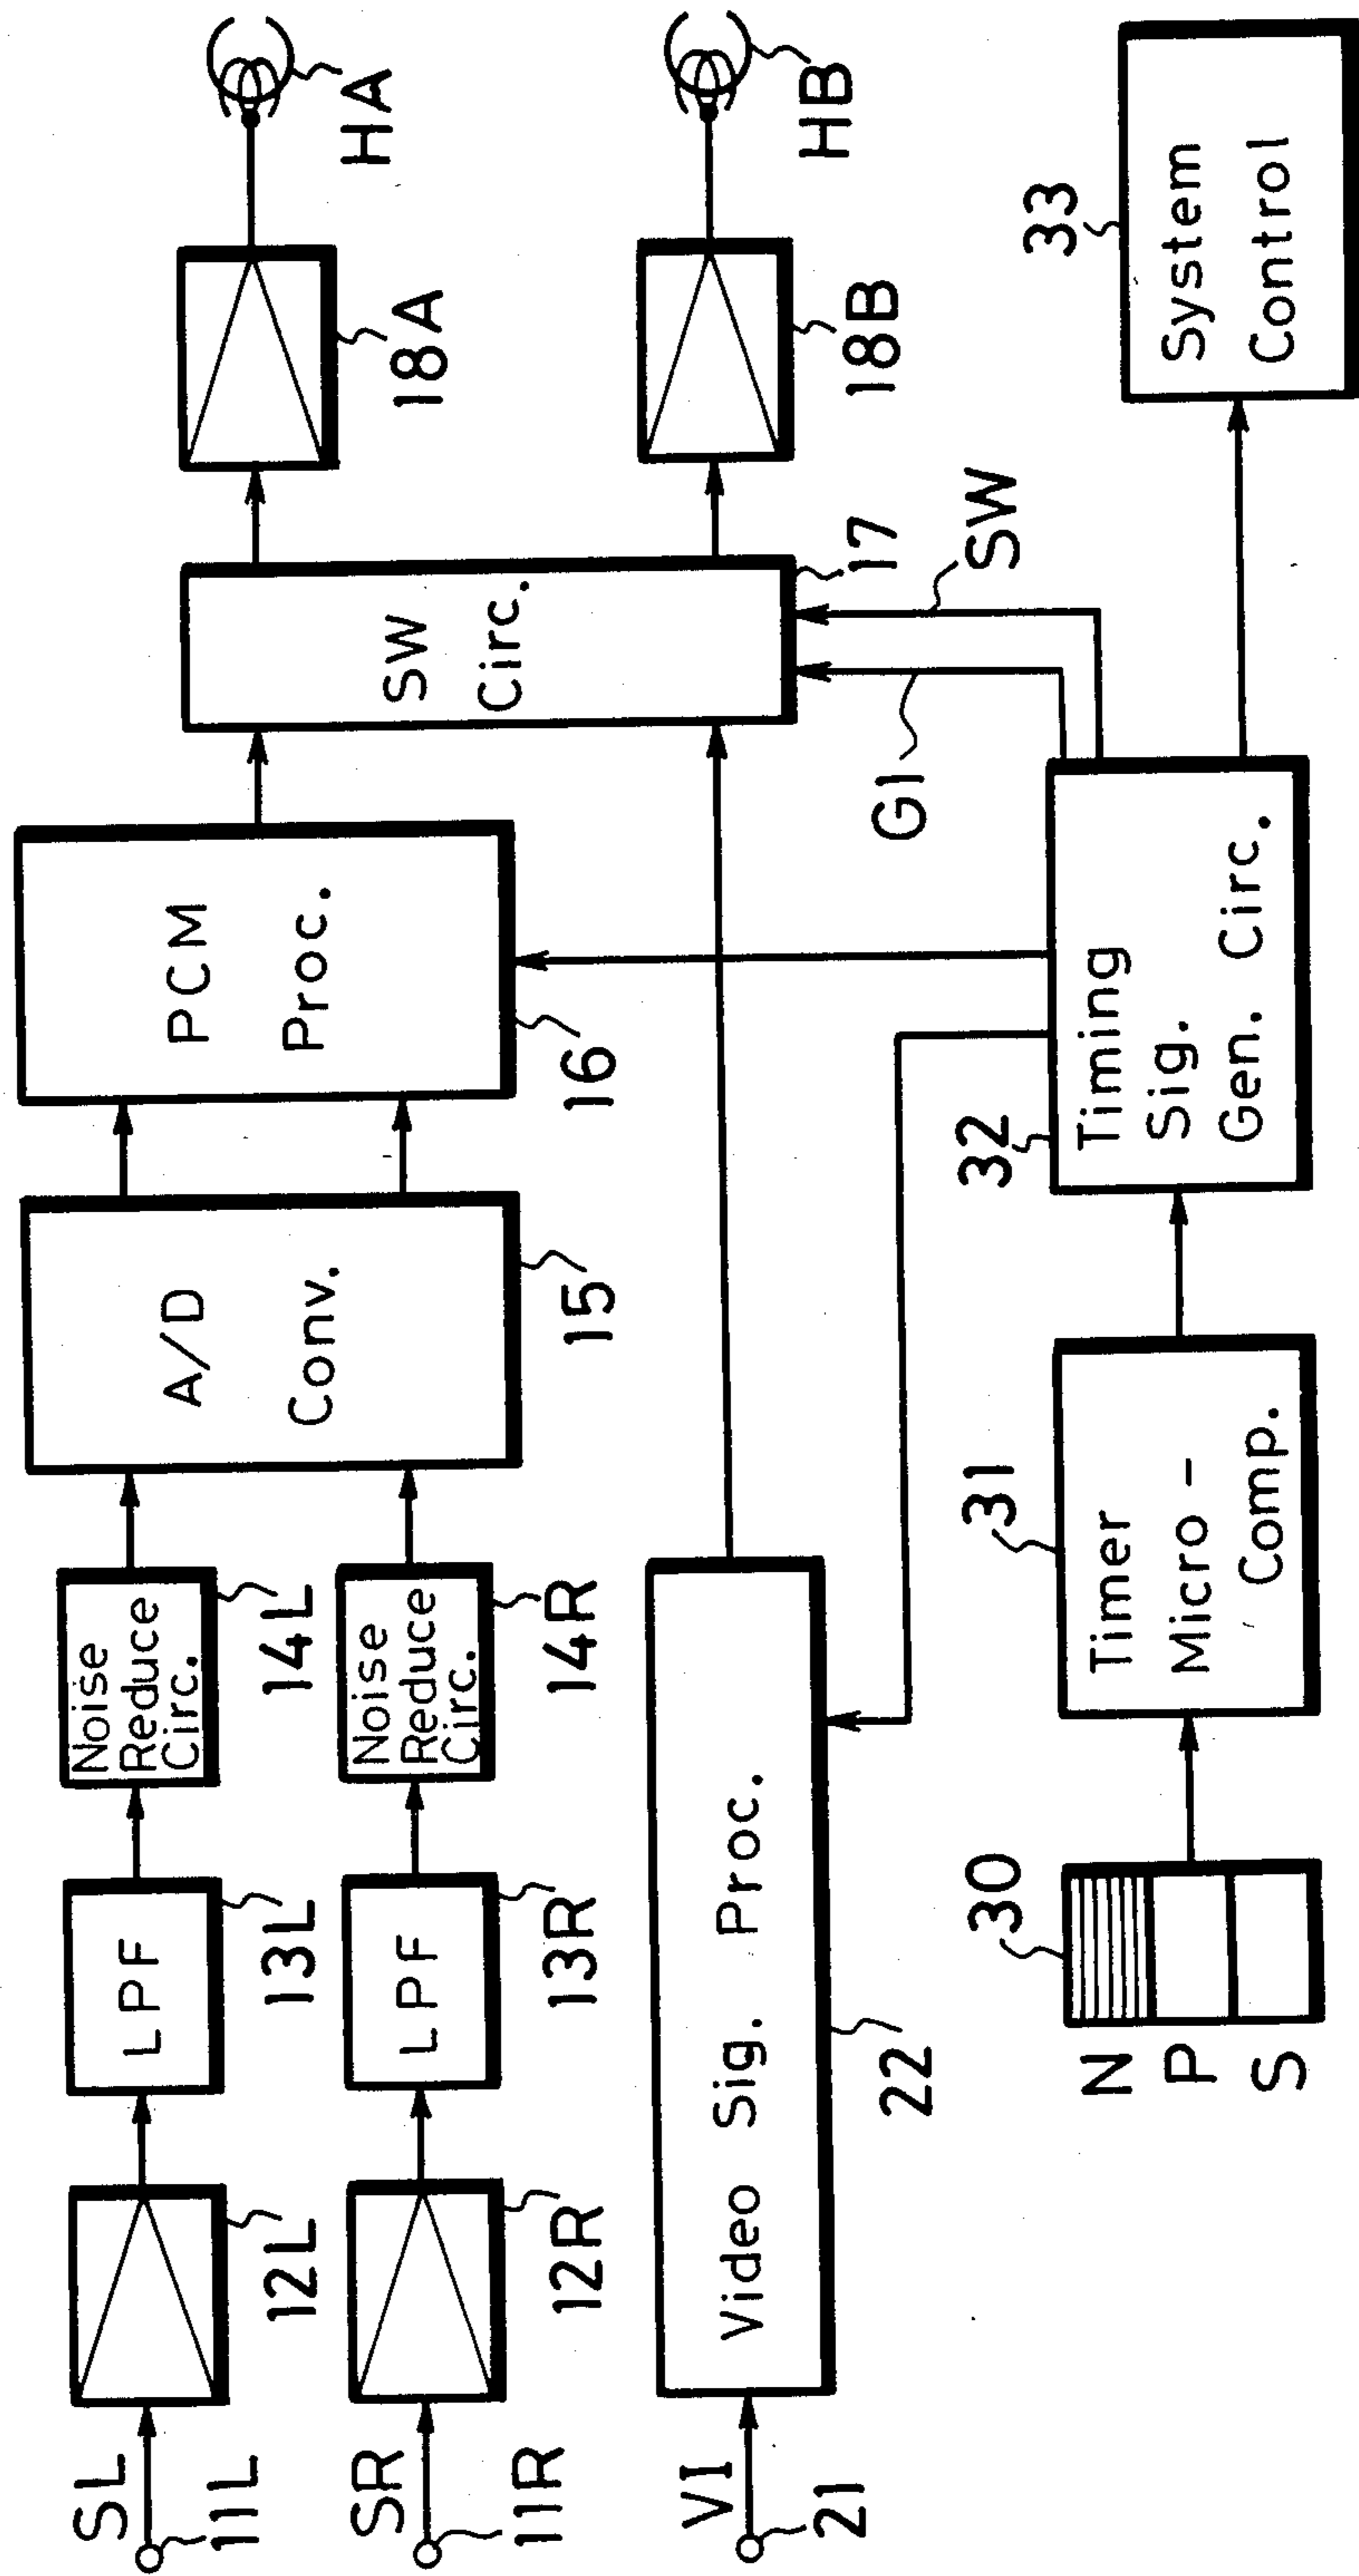 SL
11L
12L
LPF
13L
Noise
Reduce
Circ.
14L
SR
11R
12R
LPF
13R
Noise
Reduce
Circ.
14R
A/D
Conv.
15
PCM
Proc.
16
SW
Circ.
17
18A
HA
18B
HB
VI
21
Video Sig. Proc.
22
G1
SW
N
P
S
30
Timer
Micro-
Comp.
31
Timing
Sig.
Gen. Circ.
32
System
Control
33